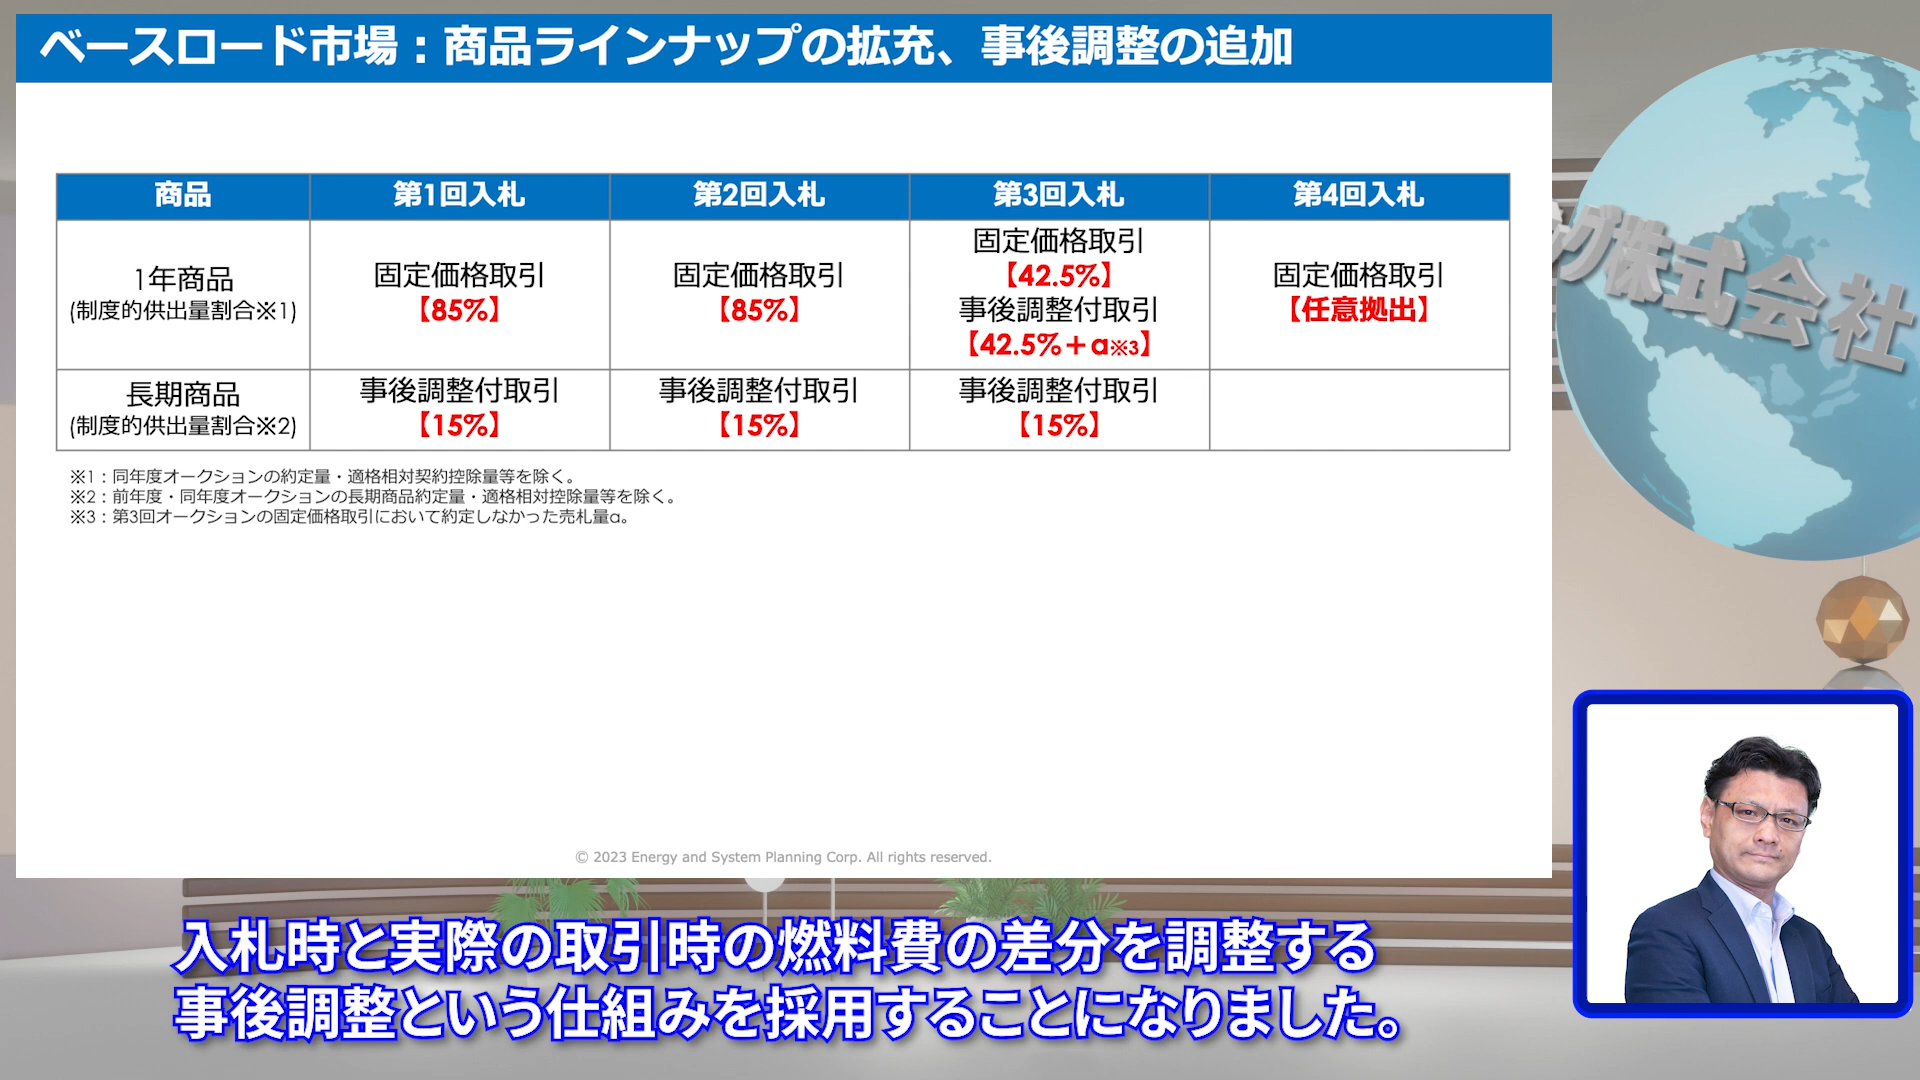 ベースロード市場：商品ラインナップの拡充、事後調整の追加
商品 第1回入札 第2回入札 第3回入札 第4回入札
1年商品
(制度的供出量割合※1)
固定価格取引
【85%】
固定価格取引
【85%】
固定価格取引
【42.5%】
事後調整付取引
【42.5%＋α※3】
固定価格取引
【任意拠出】
長期商品
(制度的供出量割合※2)
事後調整付取引
【15%】
事後調整付取引
【15%】
事後調整付取引
【15%】
※1：同年度オークションの約定量・適格相対契約控除量等を除く。
※2：前年度・同年度オークションの長期商品約定量・適格相対控除量等を除く。
※3：第3回オークションの固定価格取引において約定しなかった売札量α。
© 2023 Energy and System Planning Corp. All rights reserved.
グ株式会社
入札時と実際の取引時の燃料費の差分を調整する
事後調整という仕組みを採用することになりました。